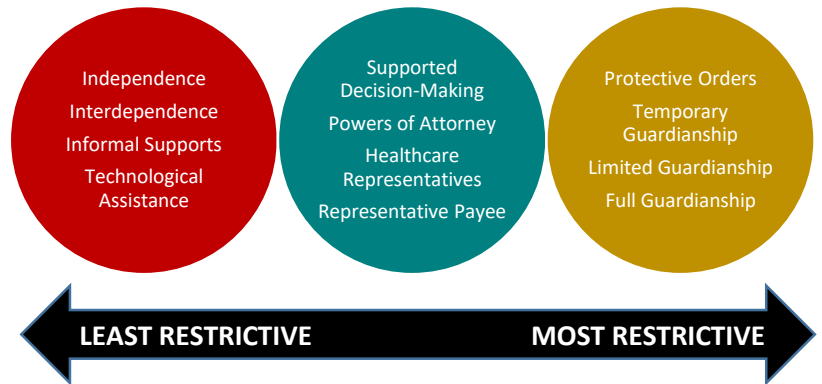 Independence
Interdependence
Informal Supports
Technological
Assistance
Supported
Decision-Making
Powers of Attorney
Healthcare
Representatives
Representative Payee
Protective Orders
Temporary
Guardianship
Limited Guardianship
Full Guardianship
LEAST RESTRICTIVE
MOST RESTRICTIVE